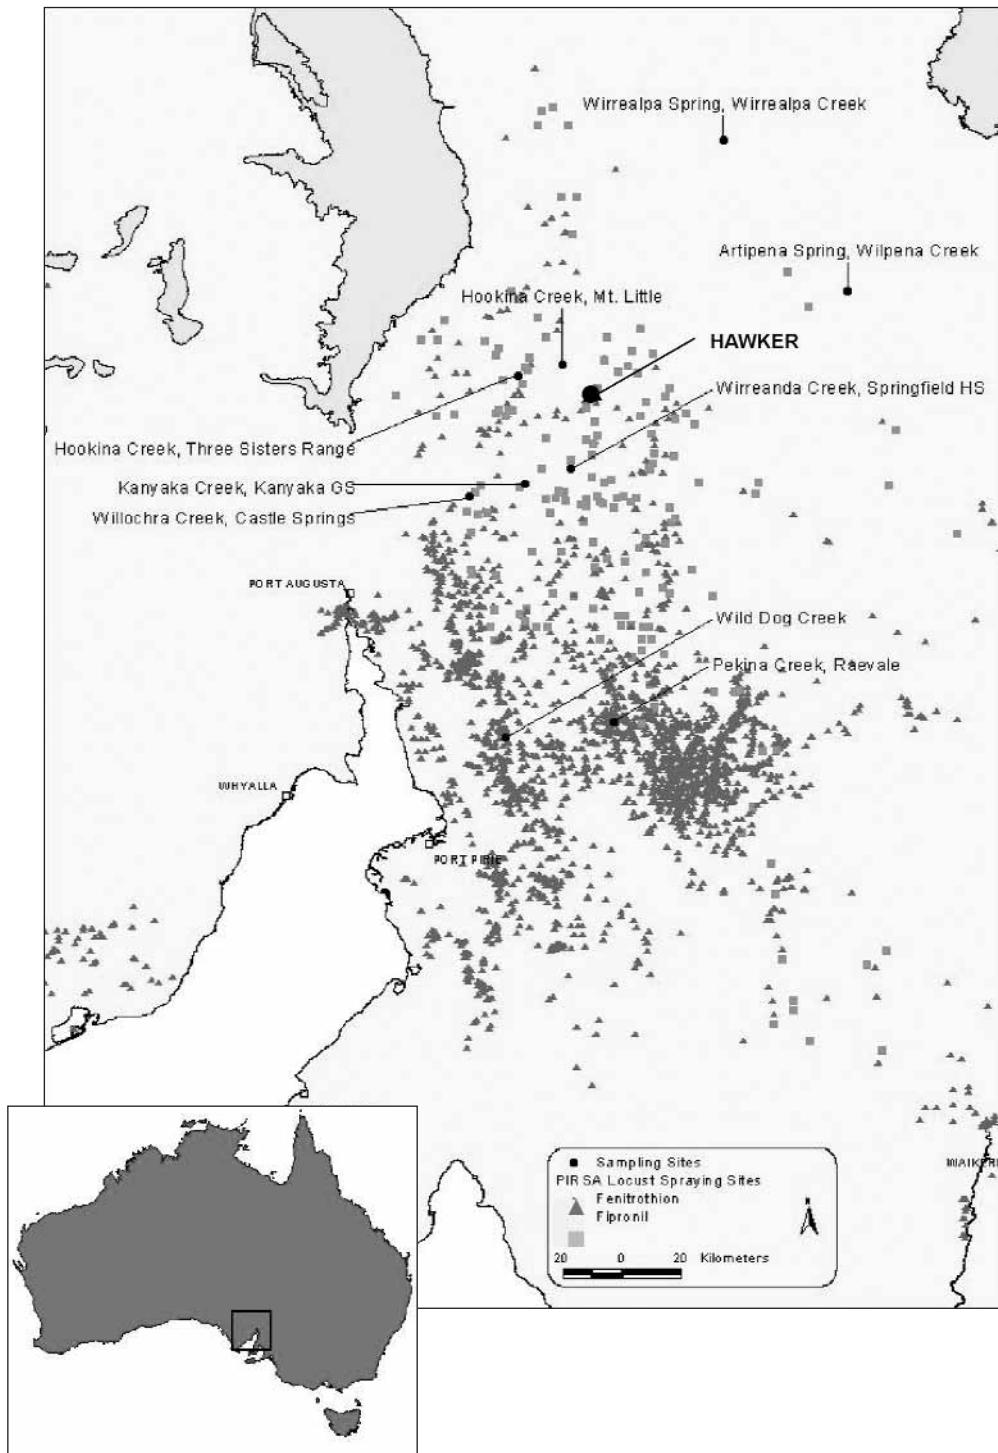 Wirrealpa Spring, Wirrealpa Creek
Artipena Spring, Wilpena Creek
Hookina Creek, Mt. Little
HAWKER
Wirreanda Creek, Springfield HS
Hookina Creek, Three Sisters Range
Kanyaka Creek, Kanyaka GS
Willochra Creek, Castle Springs
PORT AUGUSTA
Wild Dog Creek
Pekina Creek, Raevale
WHYALLA
PORT PIRIE
WAIKERI
Sampling Sites
PIRSA Locust Spraying Sites
Fenitrothion
Fipronil
20 0 20 Kilometers